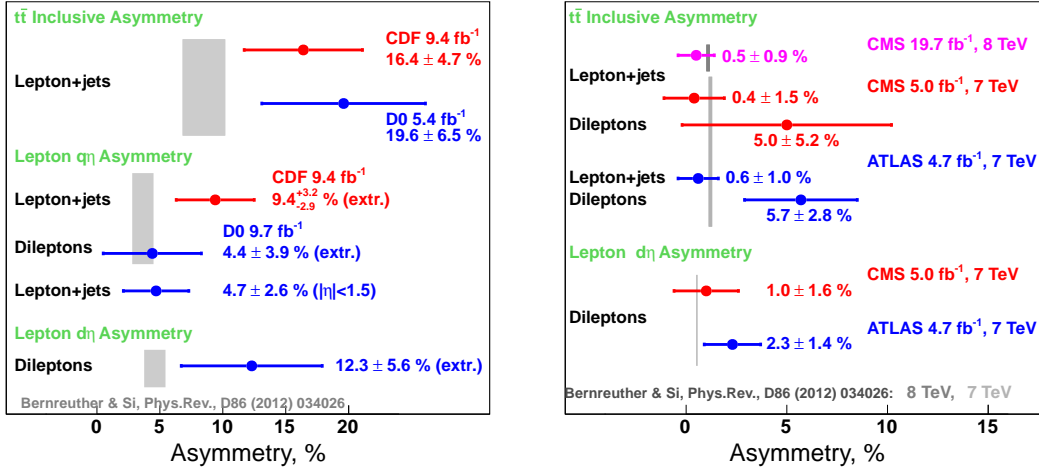 tt̄ Inclusive Asymmetry
CDF 9.4 fb⁻¹
16.4 ± 4.7 %
Lepton+jets
D0 5.4 fb⁻¹
19.6 ± 6.5 %
Lepton qη Asymmetry
CDF 9.4 fb⁻¹
Lepton+jets
9.4 +3.2 -2.9 % (extr.)
D0 9.7 fb⁻¹
Dileptons
4.4 ± 3.9 % (extr.)
Lepton+jets
4.7 ± 2.6 % (|η|<1.5)
Lepton dη Asymmetry
Dileptons
12.3 ± 5.6 % (extr.)
Bernreuther & Si, Phys.Rev., D86 (2012) 034026
0 5 10 15 20
Asymmetry, %
tt̄ Inclusive Asymmetry
CMS 19.7 fb⁻¹, 8 TeV
0.5 ± 0.9 %
Lepton+jets
CMS 5.0 fb⁻¹, 7 TeV
0.4 ± 1.5 %
Dileptons
5.0 ± 5.2 %
ATLAS 4.7 fb⁻¹, 7 TeV
Lepton+jets
0.6 ± 1.0 %
Dileptons
5.7 ± 2.8 %
Lepton dη Asymmetry
CMS 5.0 fb⁻¹, 7 TeV
1.0 ± 1.6 %
Dileptons
ATLAS 4.7 fb⁻¹, 7 TeV
2.3 ± 1.4 %
Bernreuther & Si, Phys.Rev., D86 (2012) 034026: 8 TeV, 7 TeV
0 5 10 15
Asymmetry, %